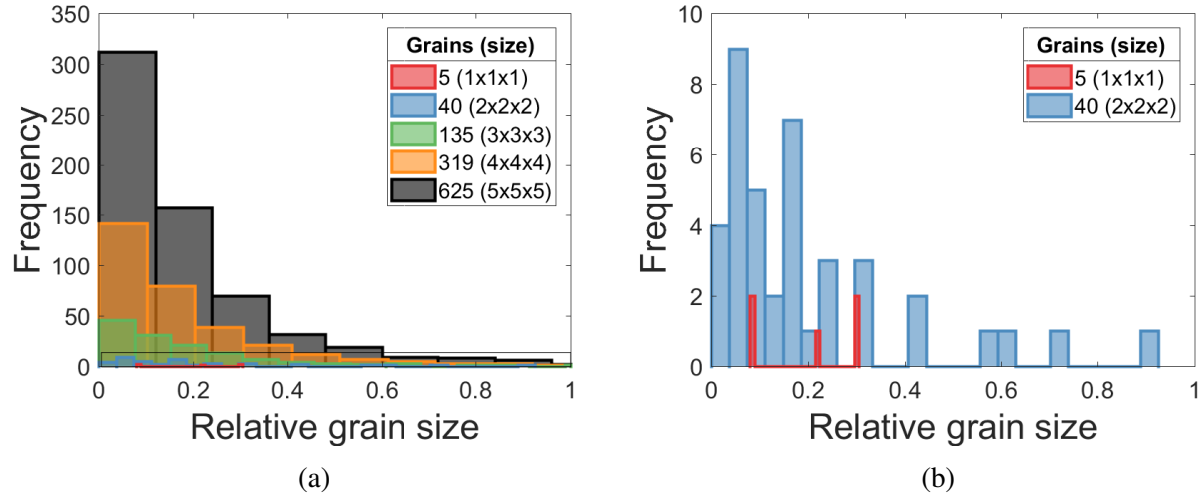 350
300
250
200
150
100
50
0
Frequency
0 0.2 0.4 0.6 0.8 1
Relative grain size
Grains (size)
5 (1x1x1)
40 (2x2x2)
135 (3x3x3)
319 (4x4x4)
625 (5x5x5)
(a)
10
8
6
4
2
0
Frequency
0 0.2 0.4 0.6 0.8 1
Relative grain size
Grains (size)
5 (1x1x1)
40 (2x2x2)
(b)